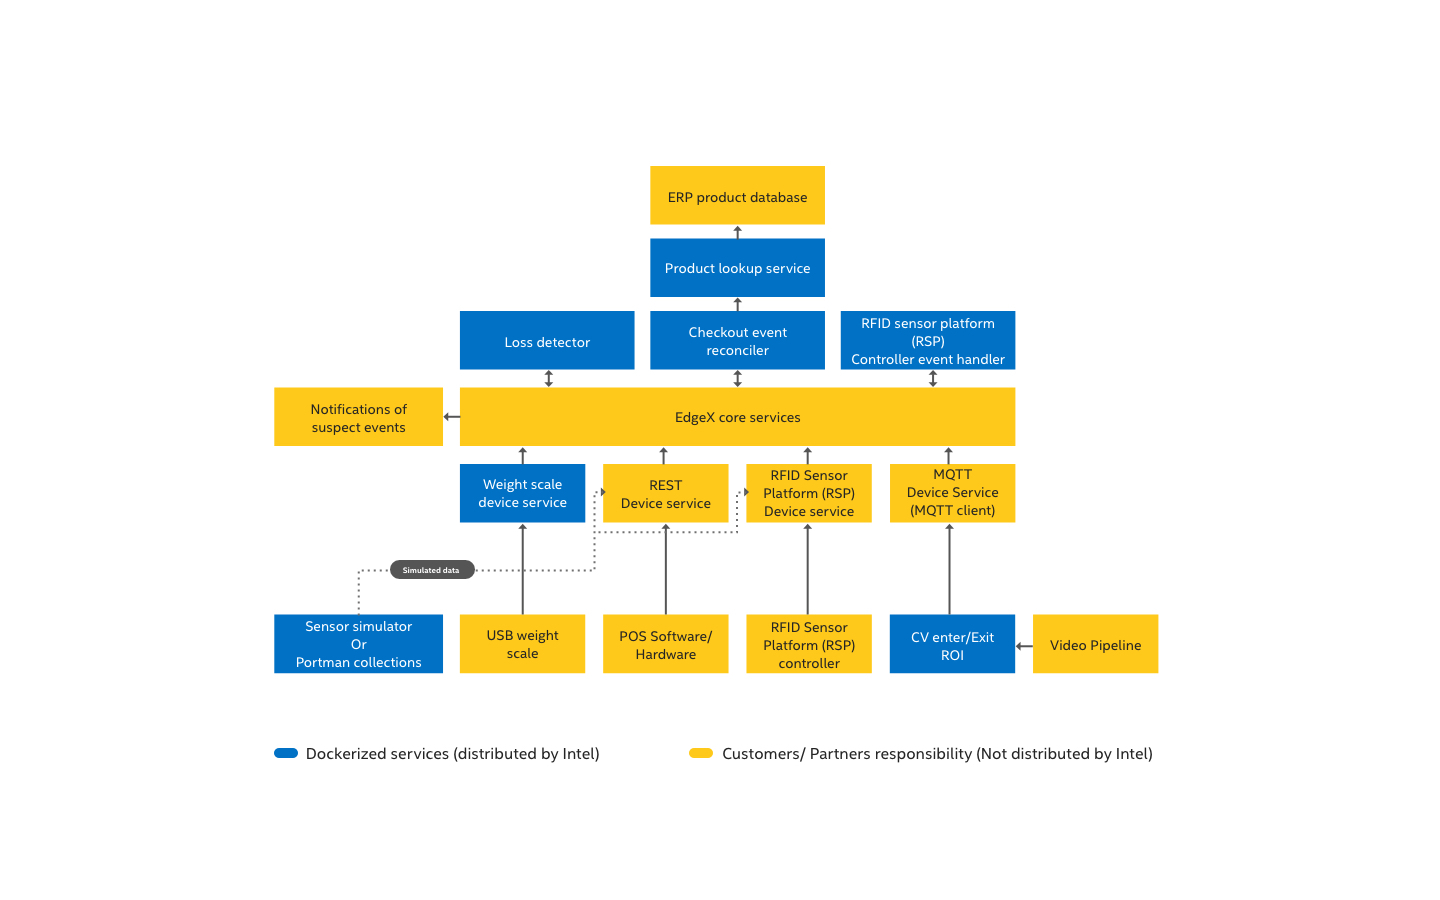 ERP product database
Product lookup service
Loss detector
Checkout event
reconciler
RFID sensor platform
(RSP)
Controller event handler
Notifications of
suspect events
EdgeX core services
Weight scale
device service
REST
Device service
RFID Sensor
Platform (RSP)
Device service
MQTT
Device Service
(MQTT client)
Simulated data
Sensor simulator
Or
Portman collections
USB weight
scale
POS Software/
Hardware
RFID Sensor
Platform (RSP)
controller
CV enter/Exit
ROI
Video Pipeline
Dockerized services (distributed by Intel)
Customers/ Partners responsibility (Not distributed by Intel)